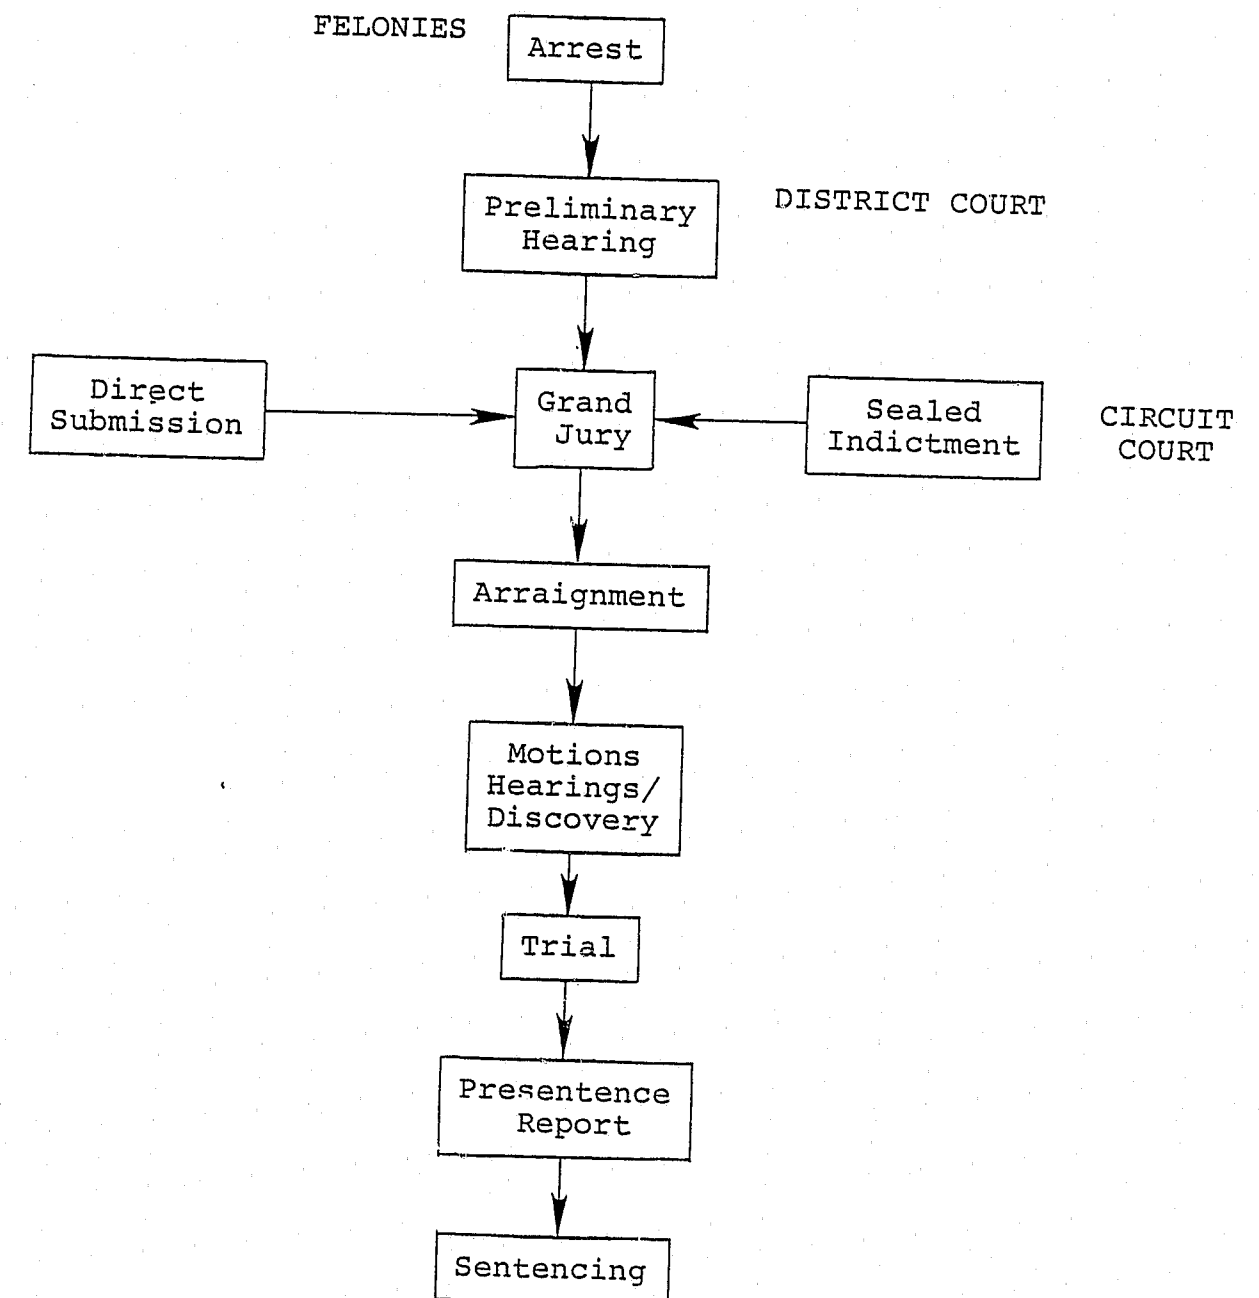 FELONIES
Arrest
Preliminary
Hearing
DISTRICT COURT
Direct
Submission
Grand
Jury
Sealed
Indictment
CIRCUIT
COURT
Arraignment
Motions
Hearings/
Discovery
Trial
Presentence
Report
Sentencing